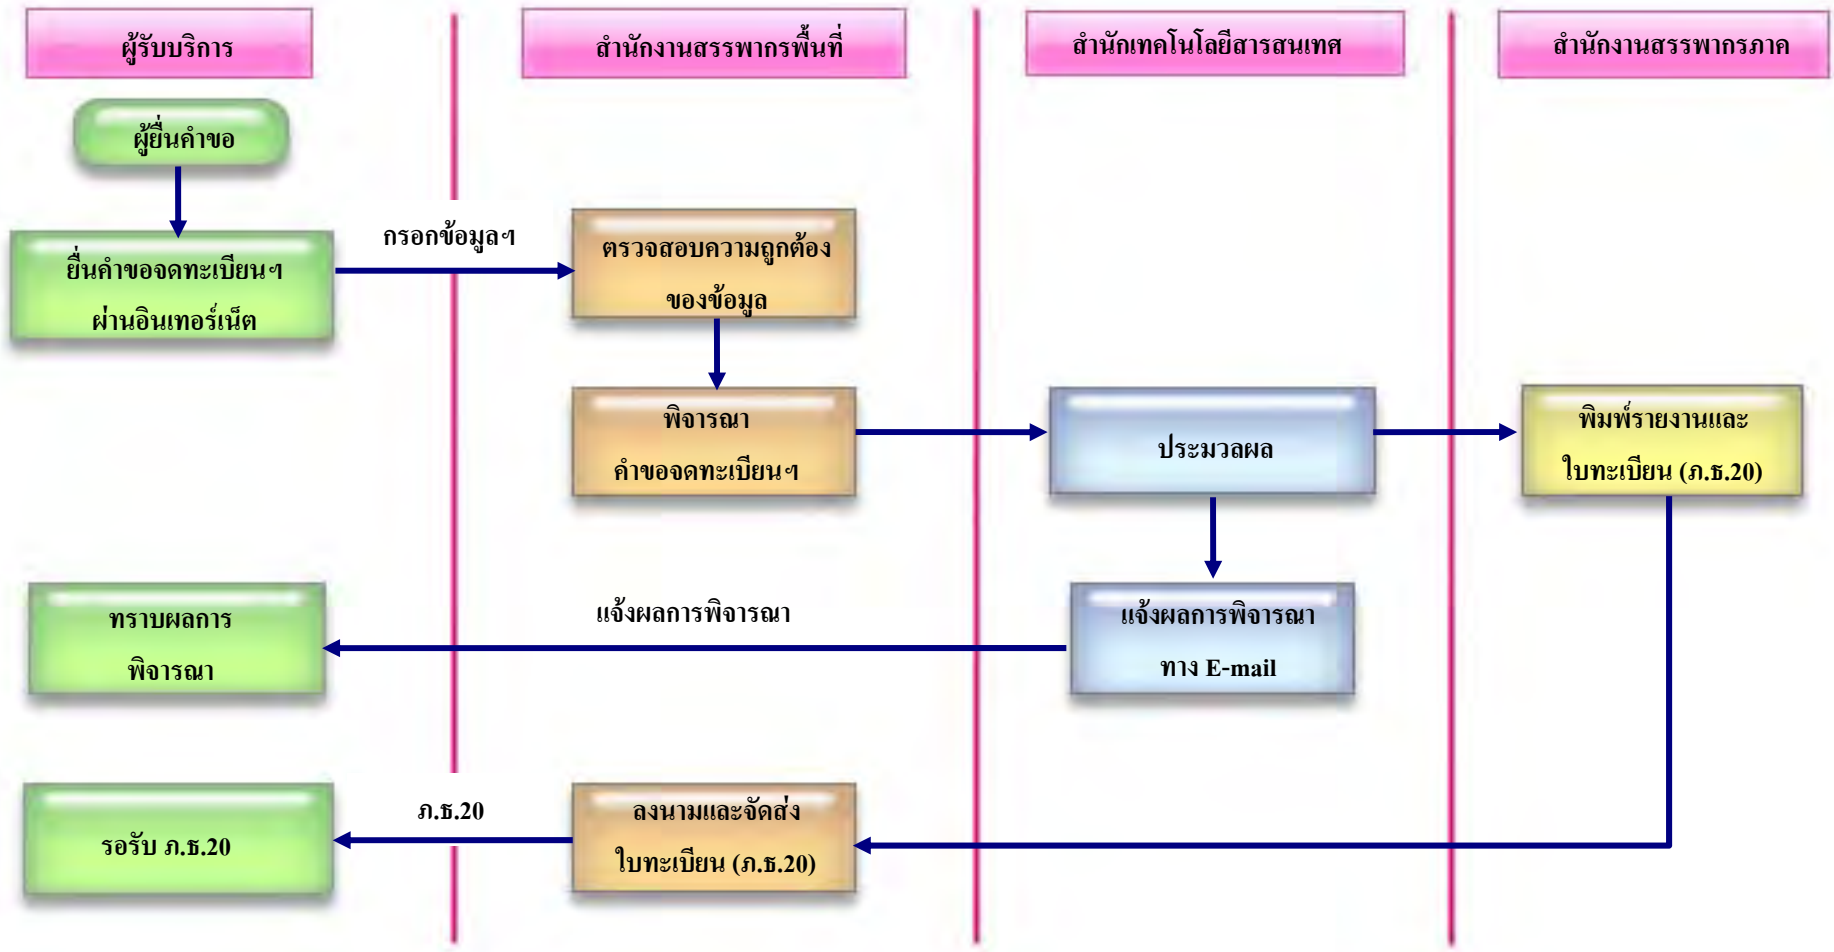 ผู้รับบริการ
สำนักงานสรรพากรพื้นที่
สำนักเทคโนโลยีสารสนเทศ
สำนักงานสรรพากรภาค
ผู้ยื่นคำขอ
ยื่นคำขอจดทะเบียนฯ
ผ่านอินเทอร์เน็ต
กรอกข้อมูลฯ
ตรวจสอบความถูกต้อง
ของข้อมูล
พิจารณา
คำขอจดทะเบียนฯ
ประมวลผล
พิมพ์รายงานและ
ใบทะเบียน (ภ.ธ.20)
ทราบผลการ
พิจารณา
แจ้งผลการพิจารณา
แจ้งผลการพิจารณา
ทาง E-mail
รอรับ ภ.ธ.20
ภ.ธ.20
ลงนามและจัดส่ง
ใบทะเบียน (ภ.ธ.20)